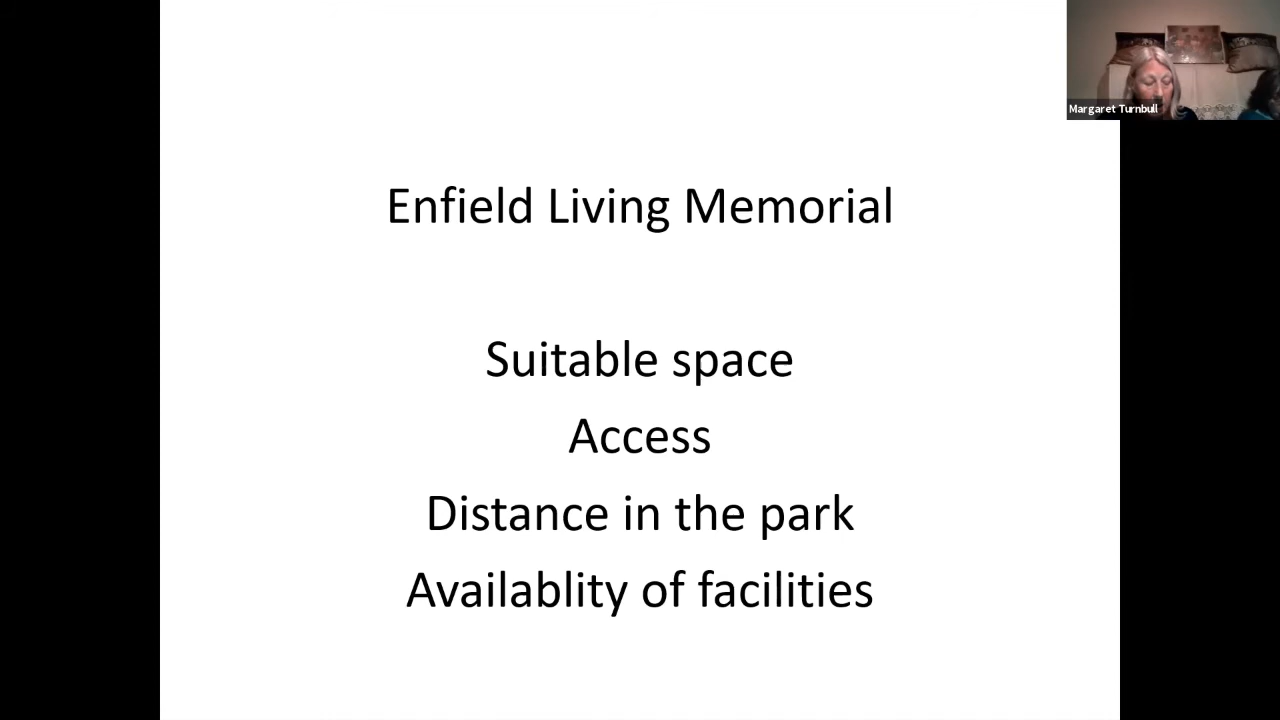 Margaret Turnbull
Enfield Living Memorial
Suitable space
Access
Distance in the park
Availablity of facilities